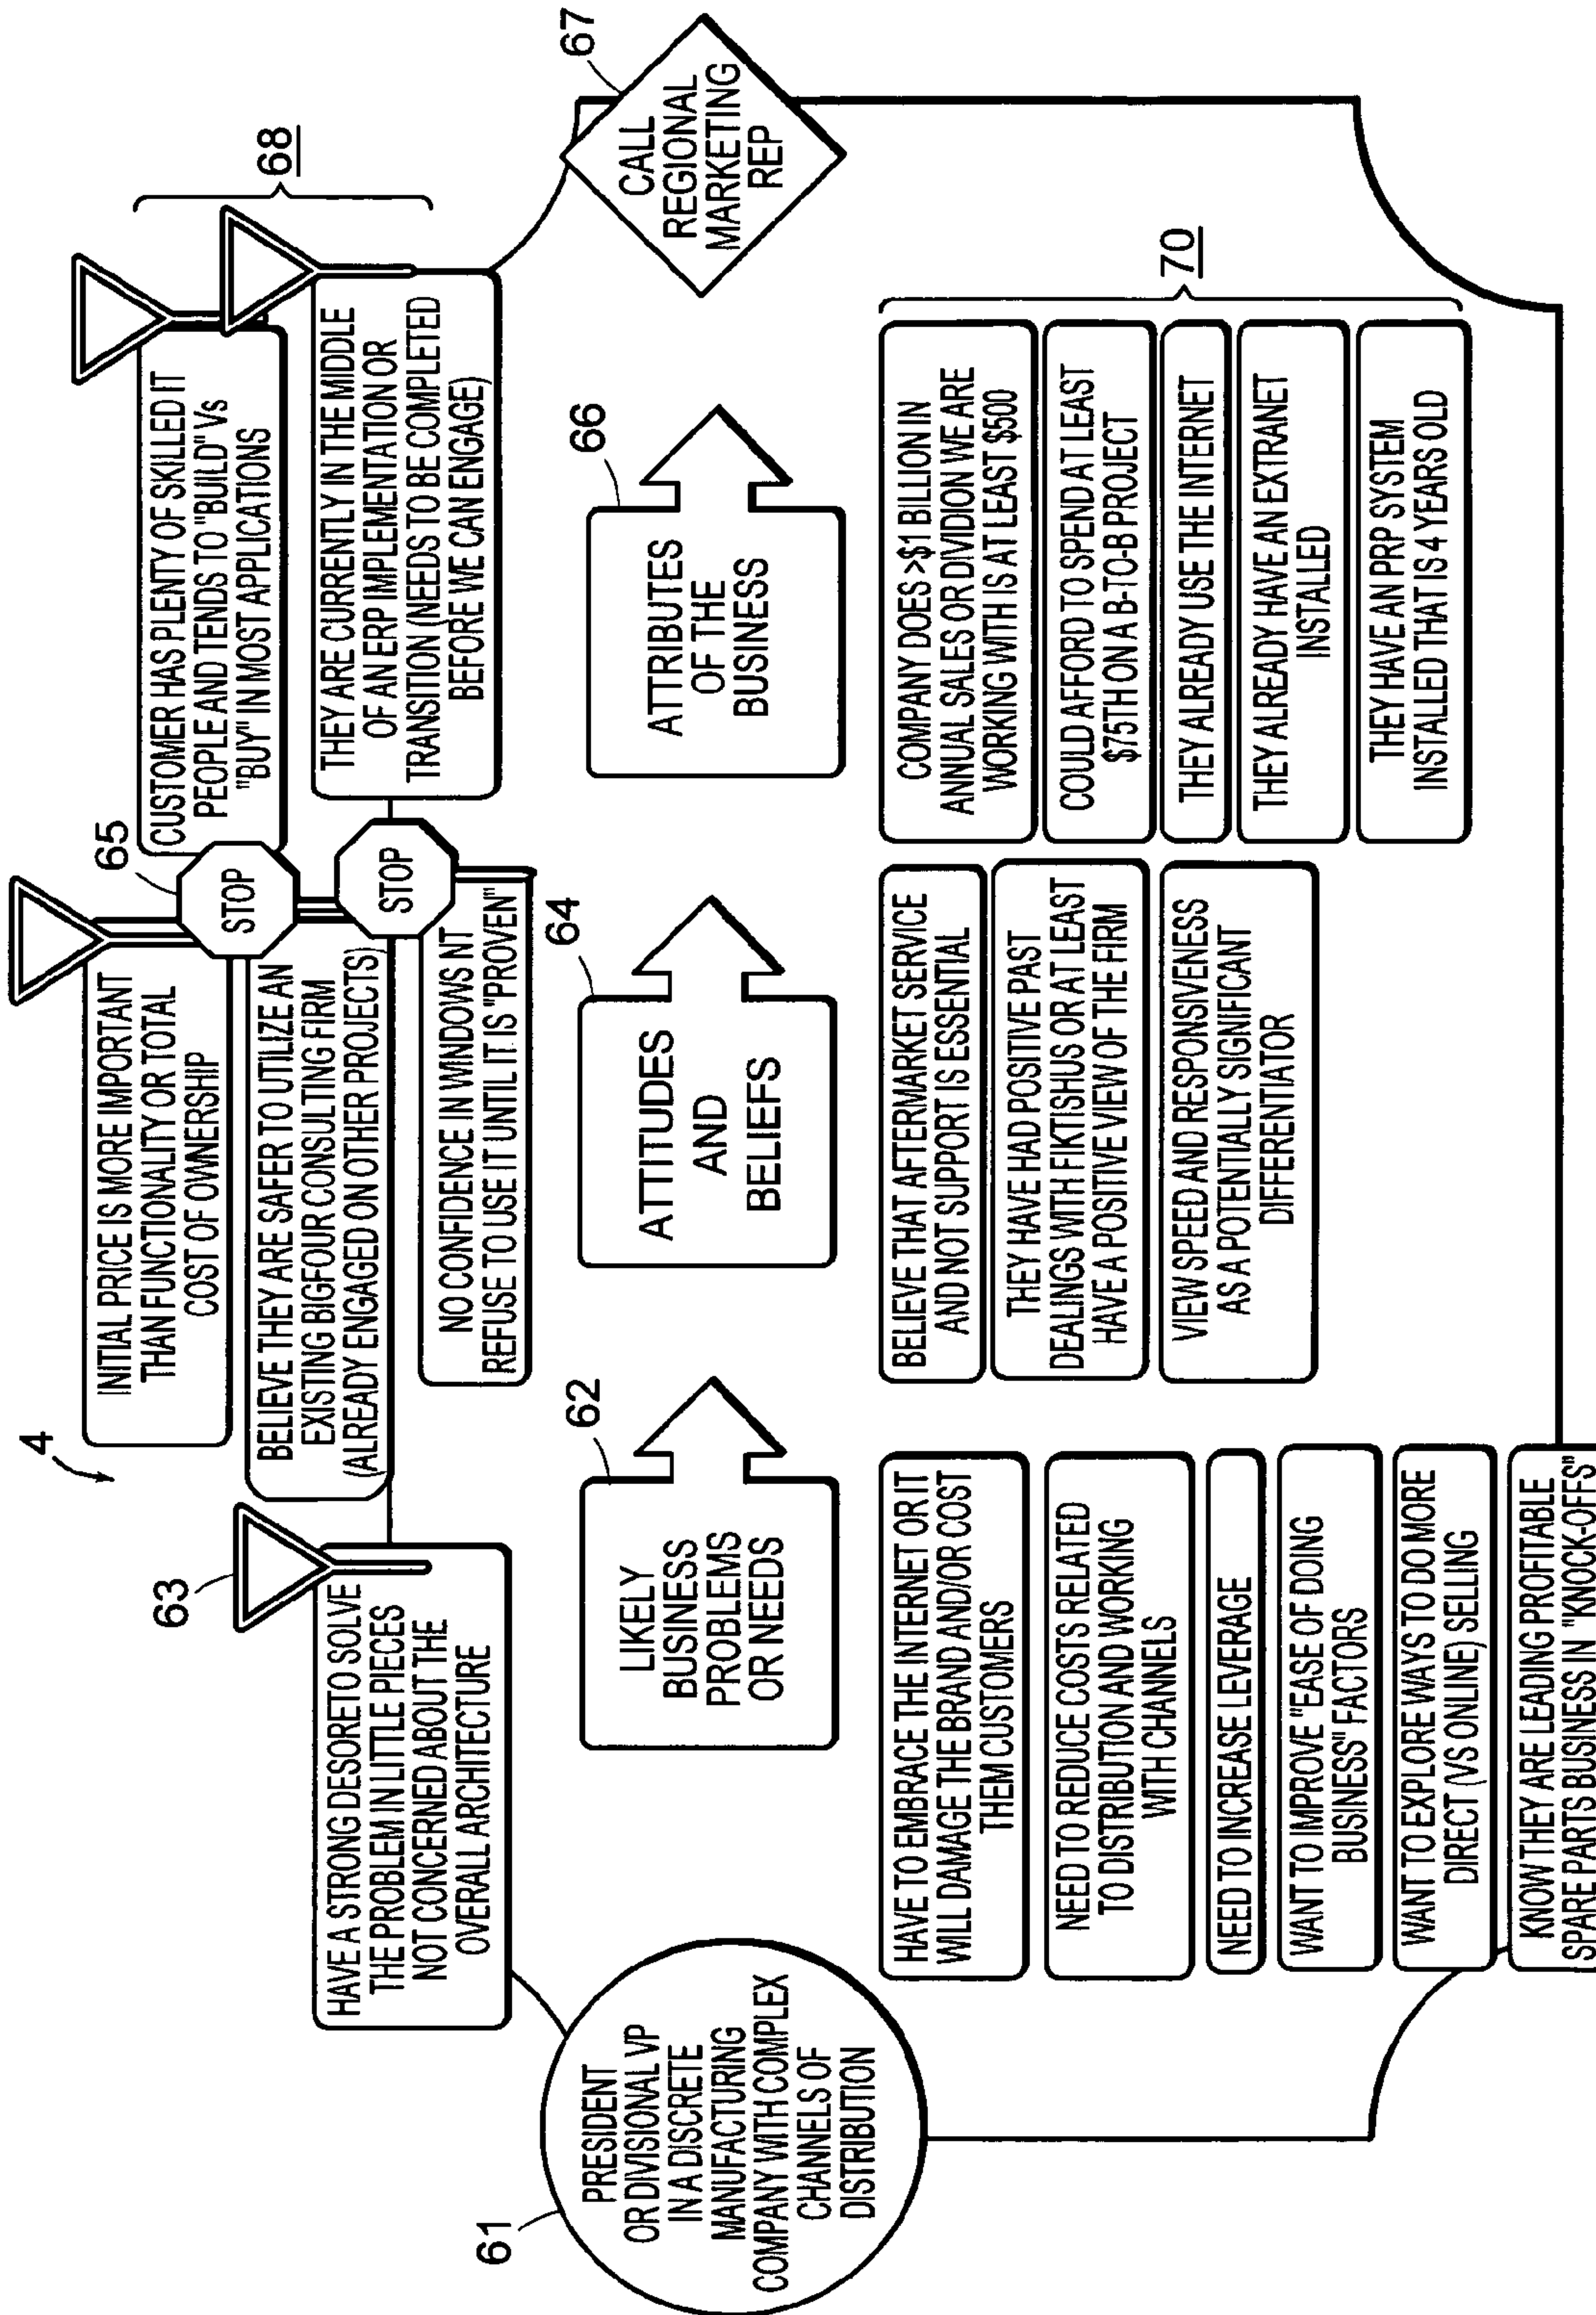 4
63
HAVE A STRONG DESORETO SOLVE
THE PROBLEM IN LITTLE PIECES
NOT CONCERNED ABOUT THE
OVERALL ARCHITECTURE
INITIAL PRICE IS MORE IMPORTANT
THAN FUNCTIONALITY OR TOTAL
COST OF OWNERSHIP
BELIEVE THEY ARE SAFER TO UTILIZE AN
EXISTING BIGFOUR CONSULTING FIRM
(ALREADY ENGAGED ON OTHER PROJECTS)
NO CONFIDENCE IN WINDOWS NT
REFUSE TO USE IT UNTIL IT IS "PROVEN"
65
STOP
STOP
CUSTOMER HAS PLENTY OF SKILLED IT
PEOPLE AND TENDS TO "BUILD" Vs
"BUY" IN MOST APPLICATIONS
THEY ARE CURRENTLY IN THE MIDDLE
OF AN ERP IMPLEMENTATION OR
TRANSITION (NEEDS TO BE COMPLETED
BEFORE WE CAN ENGAGE)
68
61
PRESIDENT
OR DIVISIONAL VP
IN A DISCRETE
MANUFACTURING
COMPANY WITH COMPLEX
CHANNELS OF
DISTRIBUTION
62
LIKELY
BUSINESS
PROBLEMS
OR NEEDS
64
ATTITUDES
AND
BELIEFS
66
ATTRIBUTES
OF THE
BUSINESS
67
CALL
REGIONAL
MARKETING
REP
HAVE TO EMBRACE THE INTERNET OR IT
WILL DAMAGE THE BRAND AND/OR COST
THEM CUSTOMERS
NEED TO REDUCE COSTS RELATED
TO DISTRIBUTION AND WORKING
WITH CHANNELS
NEED TO INCREASE LEVERAGE
WANT TO IMPROVE "EASE OF DOING
BUSINESS" FACTORS
WANT TO EXPLORE WAYS TO DO MORE
DIRECT (VS ONLINE) SELLING
KNOW THEY ARE LEADING PROFITABLE
SPARE PARTS BUSINESS IN "KNOCK-OFFS"
BELIEVE THAT AFTERMARKET SERVICE
AND NOT SUPPORT IS ESSENTIAL
THEY HAVE HAD POSITIVE PAST
DEALINGS WITH FIKTISHUS OR AT LEAST
HAVE A POSITIVE VIEW OF THE FIRM
VIEW SPEED AND RESPONSIVENESS
AS A POTENTIALLY SIGNIFICANT
DIFFERENTIATOR
COMPANY DOES >$1 BILLION IN
ANNUAL SALES OR DIVIDION WE ARE
WORKING WITH IS AT LEAST $500
COULD AFFORD TO SPEND AT LEAST
$75TH ON A B-TO-B PROJECT
THEY ALREADY USE THE INTERNET
THEY ALREADY HAVE AN EXTRANET
INSTALLED
THEY HAVE AN PRP SYSTEM
INSTALLED THAT IS 4 YEARS OLD
70